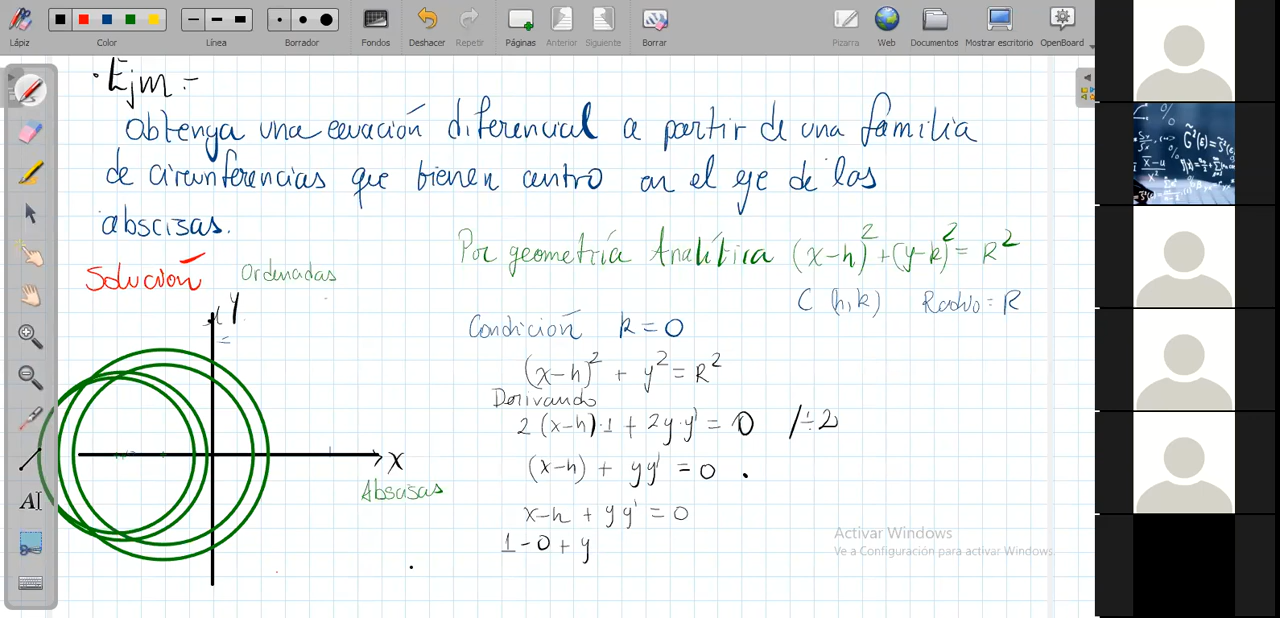 Lápiz Color Línea Borrador Fondos Deshacer Repetir Páginas Anterior Siguiente Borrar Pizarra Web Documentos Mostrar escritorio OpenBoard
• Ejm -
Obtenga una ecuación diferencial a partir de una familia
de circunferencias que tienen centro en el eje de las
abscisas.
Solución
Ordenadas
Y
X
Abscisas
Por geometría Analítica (x-h)² + (y-k)² = R²
C (h,k) Radio = R
Condición k = 0
(x-h)² + y² = R²
Derivando
2 (x-h)·1 + 2y·y' = 0 /÷2
(x-h) + yy' = 0 .
x-h + yy' = 0
1 - 0 + y
AI
Activar Windows
Ve a Configuración para activar Windows.